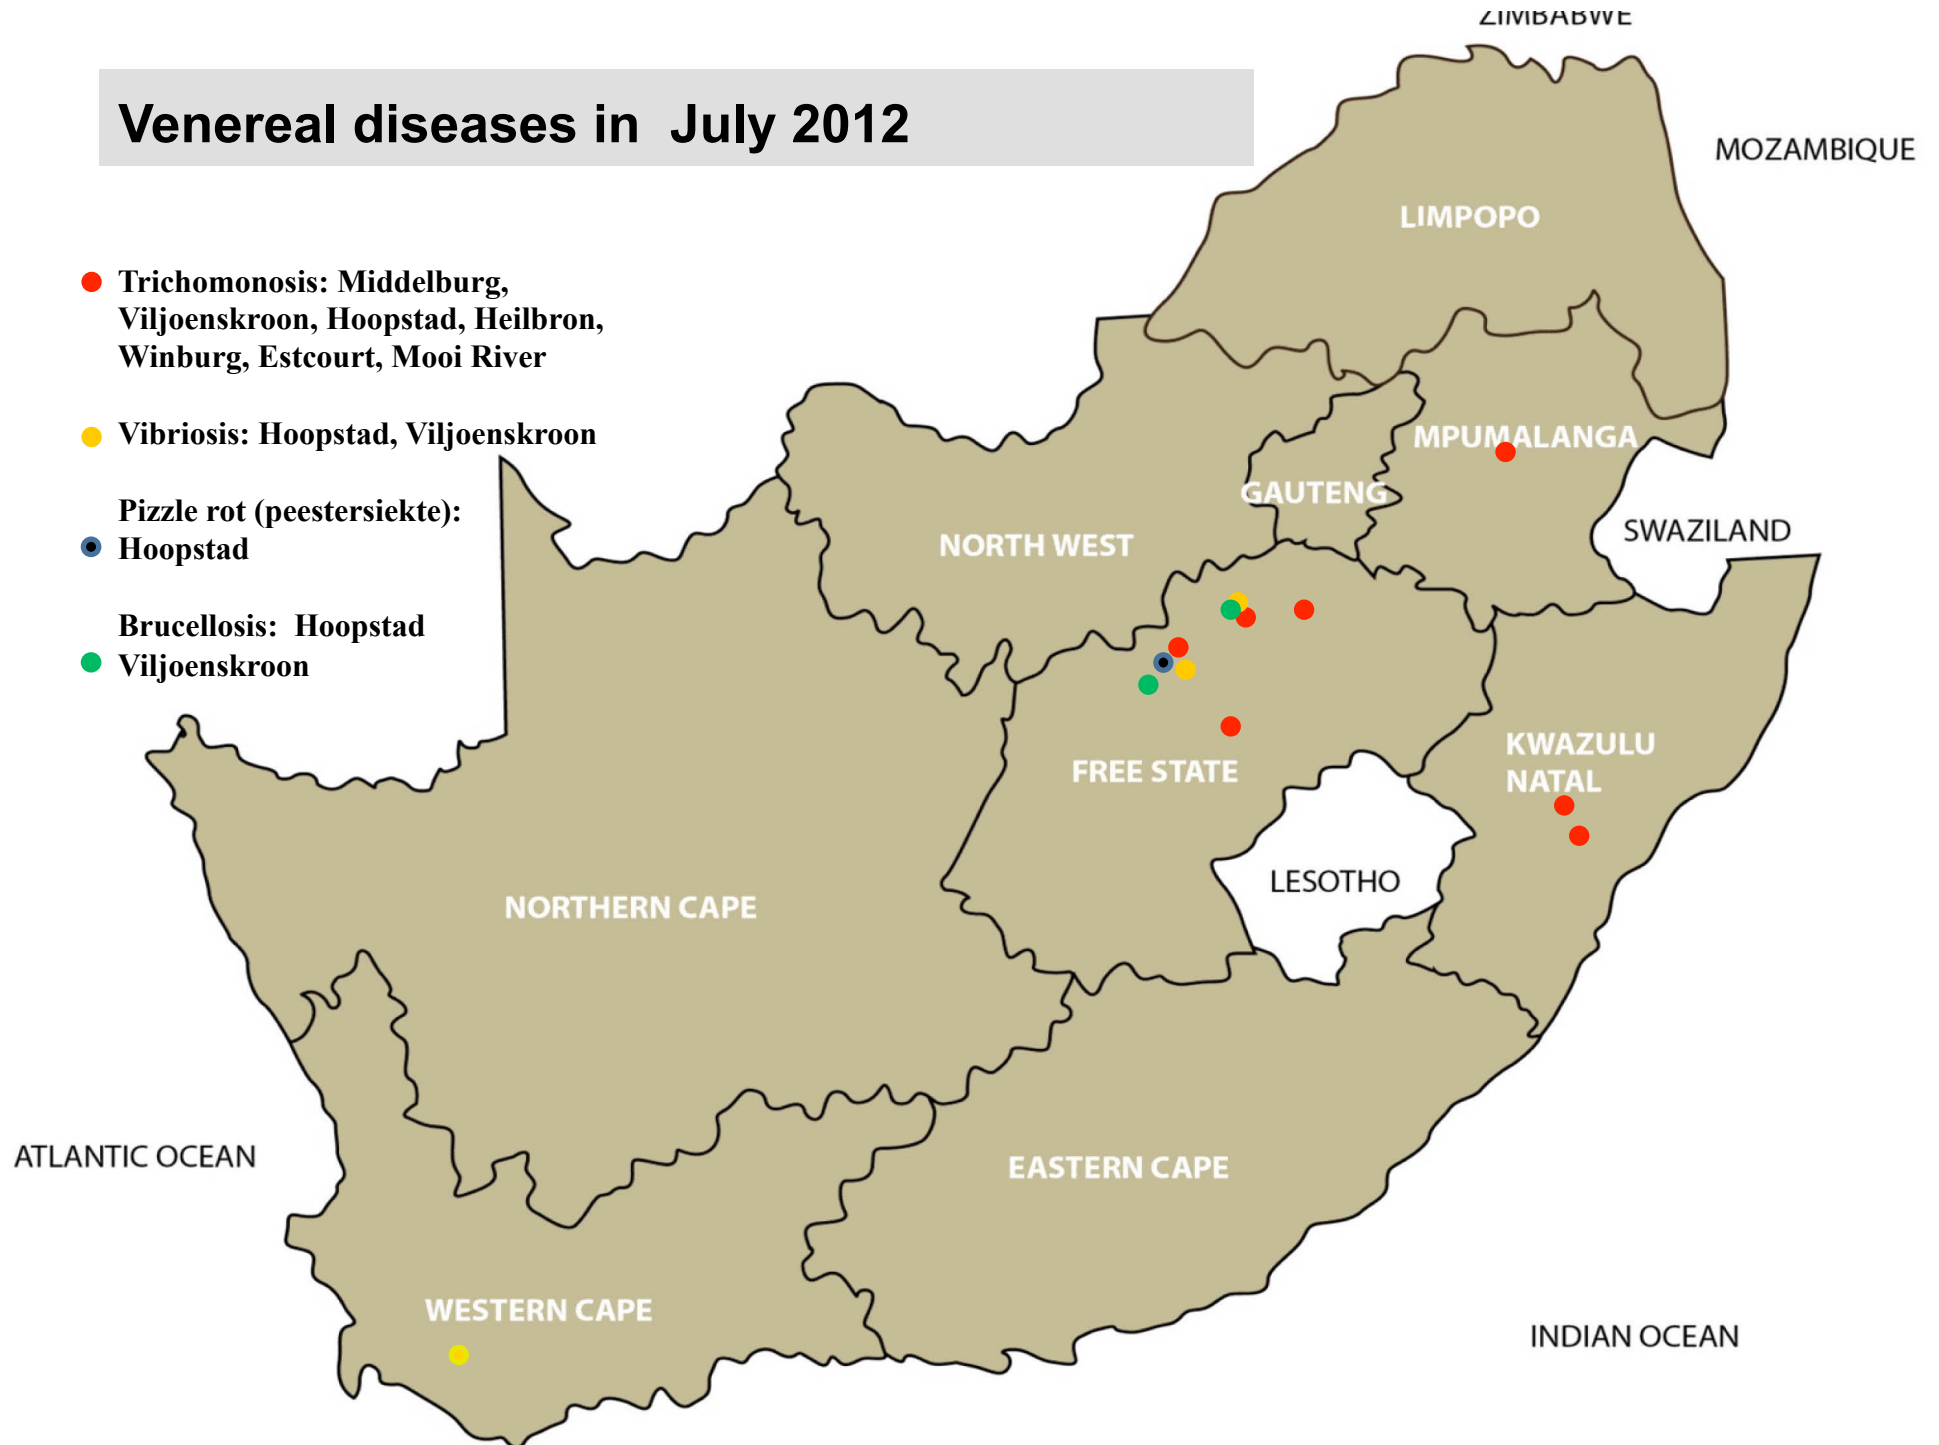 ZIMBABWE
Venereal diseases in  July 2012
MOZAMBIQUE
LIMPOPO
Trichomonosis: Middelburg,
Viljoenskroon, Hoopstad, Heilbron,
Winburg, Estcourt, Mooi River
Vibriosis: Hoopstad, Viljoenskroon
MPUMALANGA
GAUTENG
Pizzle rot (peestersiekte):
Hoopstad
SWAZILAND
NORTH WEST
Brucellosis:  Hoopstad
Viljoenskroon
KWAZULU
NATAL
FREE STATE
LESOTHO
NORTHERN CAPE
ATLANTIC OCEAN
EASTERN CAPE
WESTERN CAPE
INDIAN OCEAN